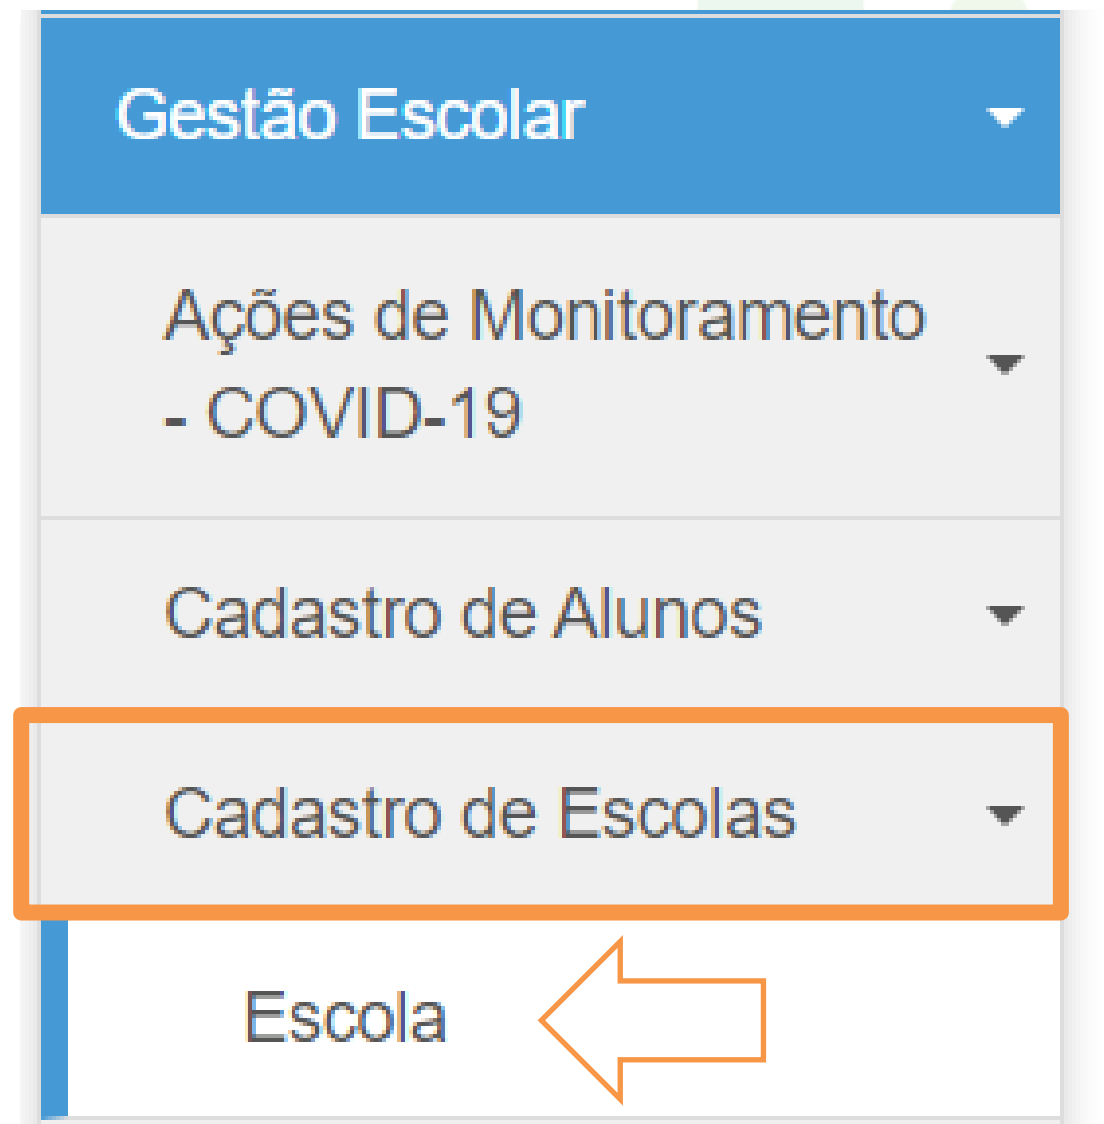 Gestão Escolar
Ações de Monitoramento
- COVID-19
Cadastro de Alunos
Cadastro de Escolas
Escola